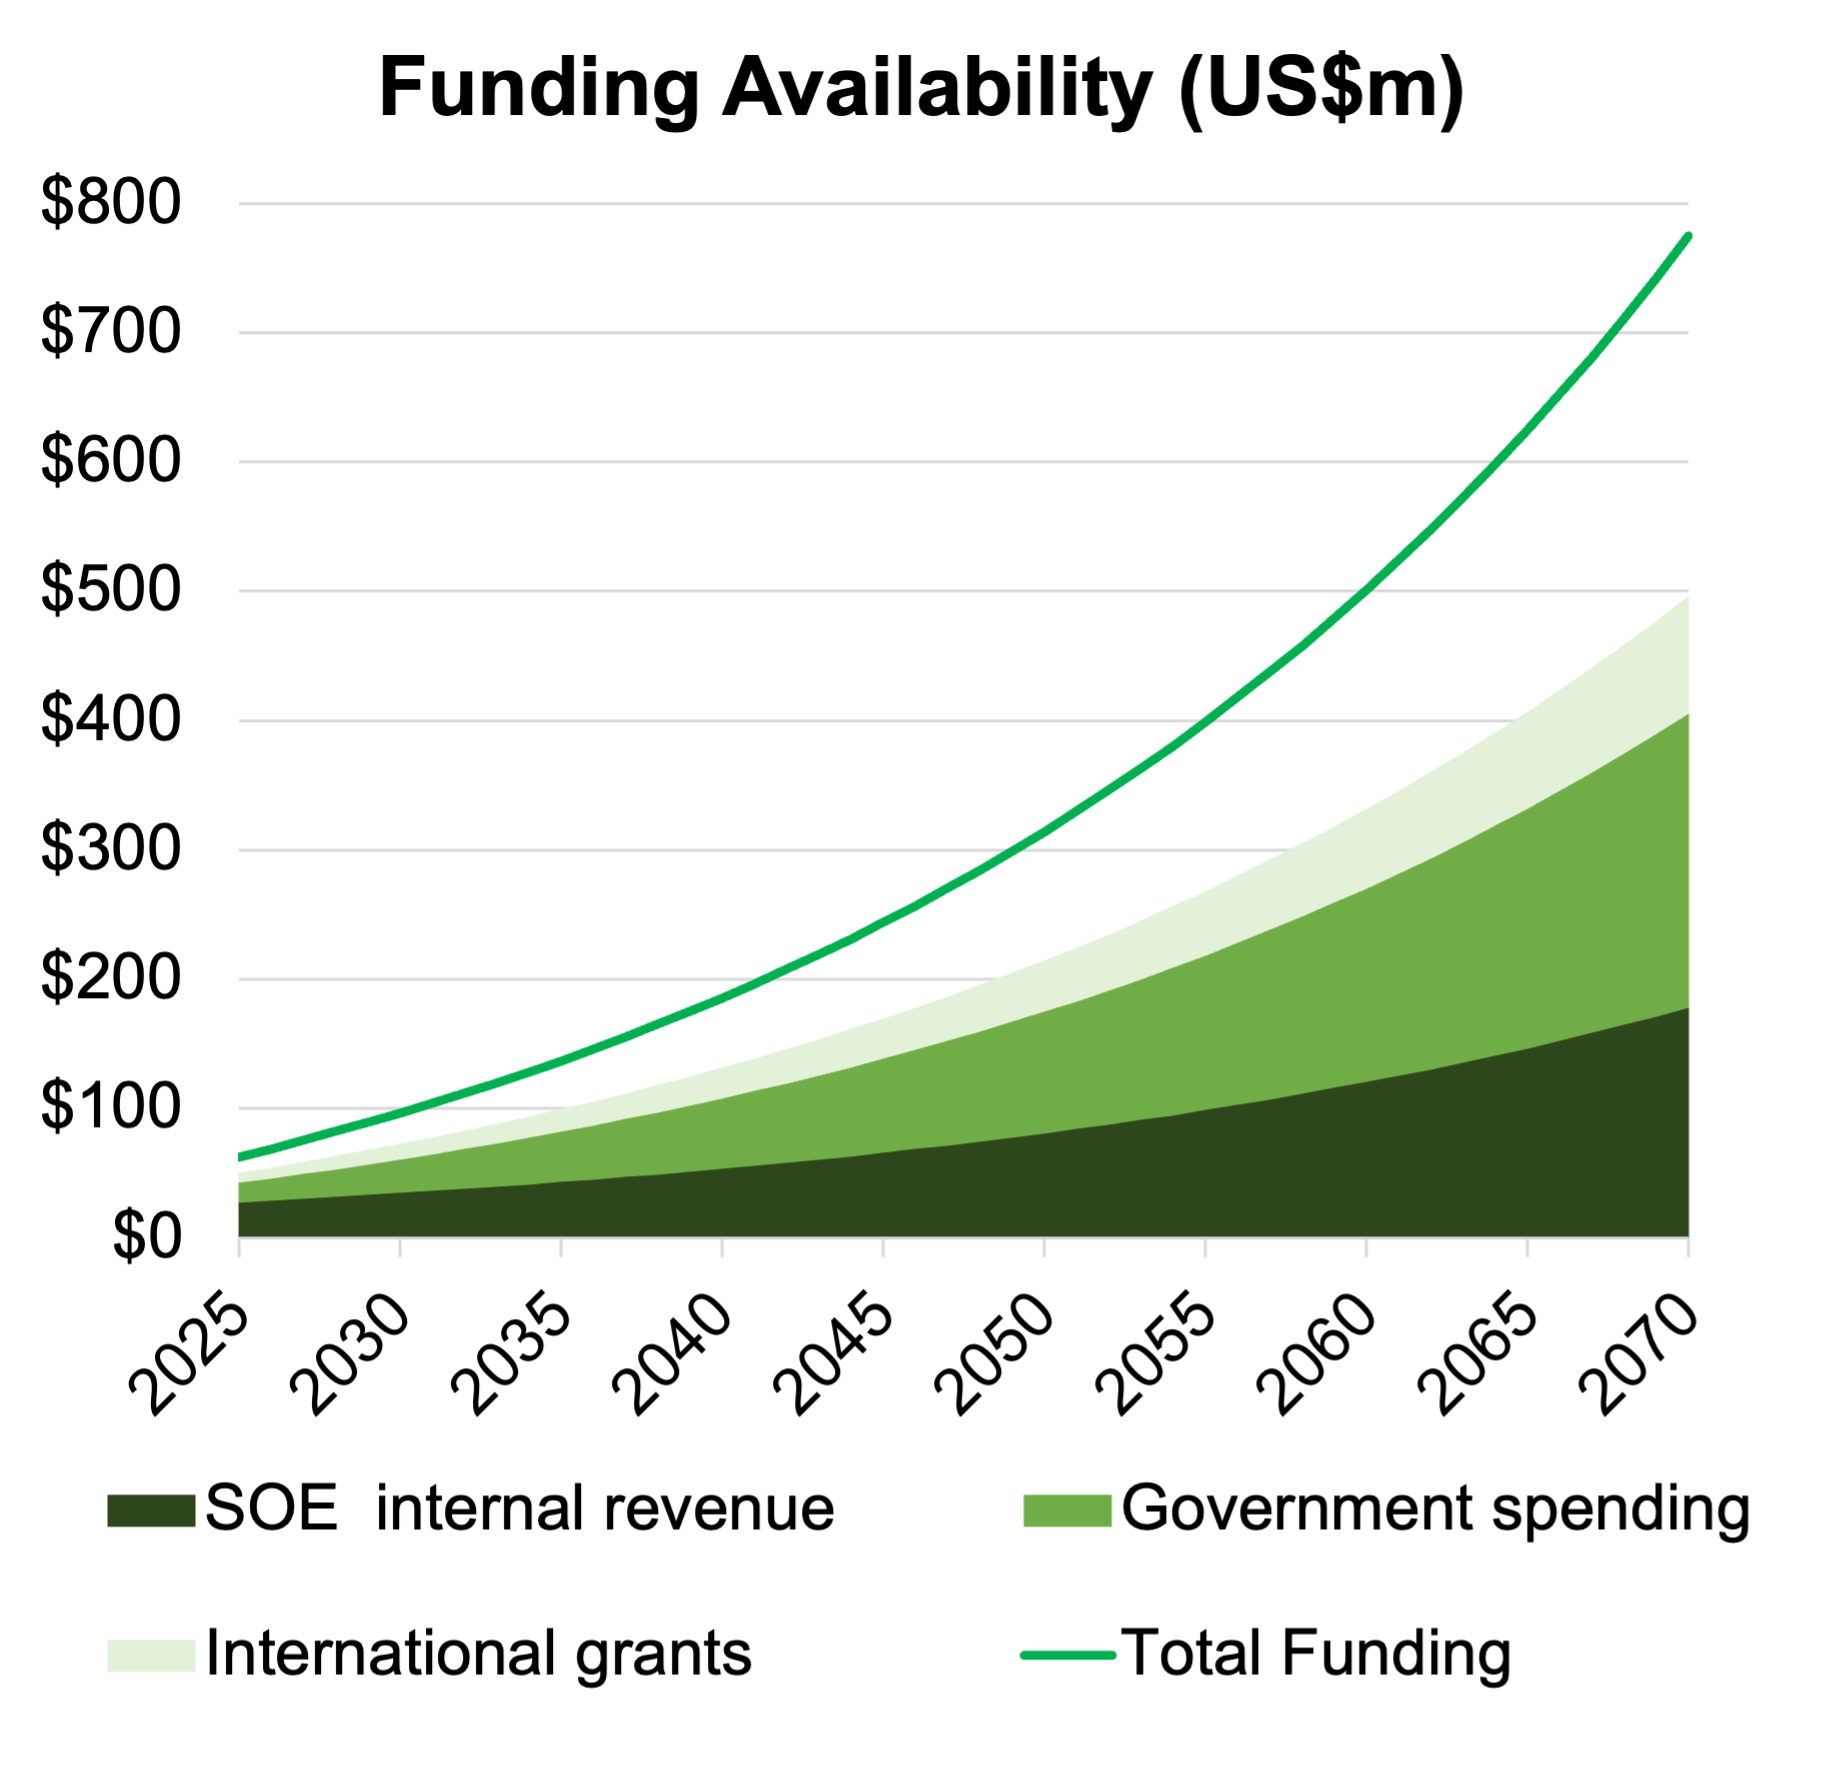 Funding Availability (US$m)
$800
$700
$600
$500
$400
$300
$200
$100
$0
2025 2030 2035 2040 2045 2050 2055 2060 2065 2070
SOE  internal revenue Government spending
International grants Total Funding